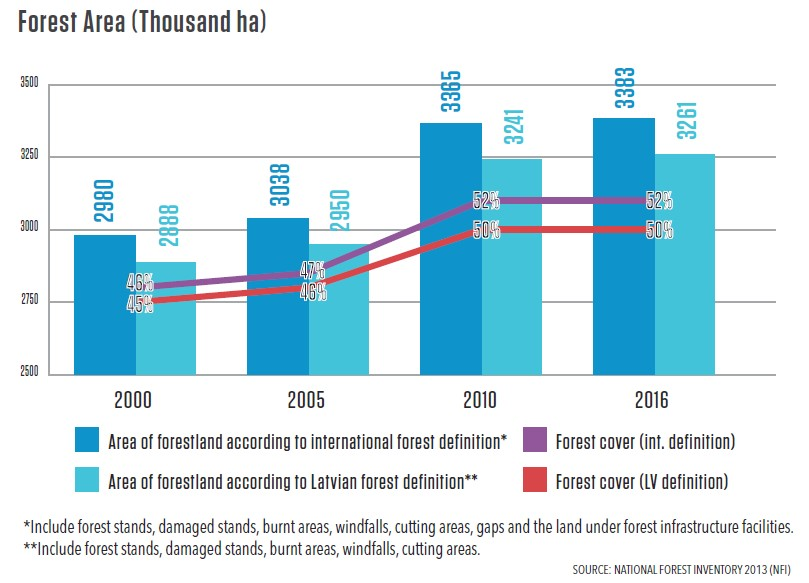 Forest Area (Thousand ha)
3500
3365
3383
3241
3261
3250
2980
3038
2888
2950
3000
52%
52%
50%
50%
46%
47%
45%
46%
2750
2500
2000 2005 2010 2016
Area of forestland according to international forest definition*
Forest cover (int. definition)
Area of forestland according to Latvian forest definition**
Forest cover (LV definition)
*Include forest stands, damaged stands, burnt areas, windfalls, cutting areas, gaps and the land under forest infrastructure facilities.
**Include forest stands, damaged stands, burnt areas, windfalls, cutting areas.
SOURCE: NATIONAL FOREST INVENTORY 2013 (NFI)